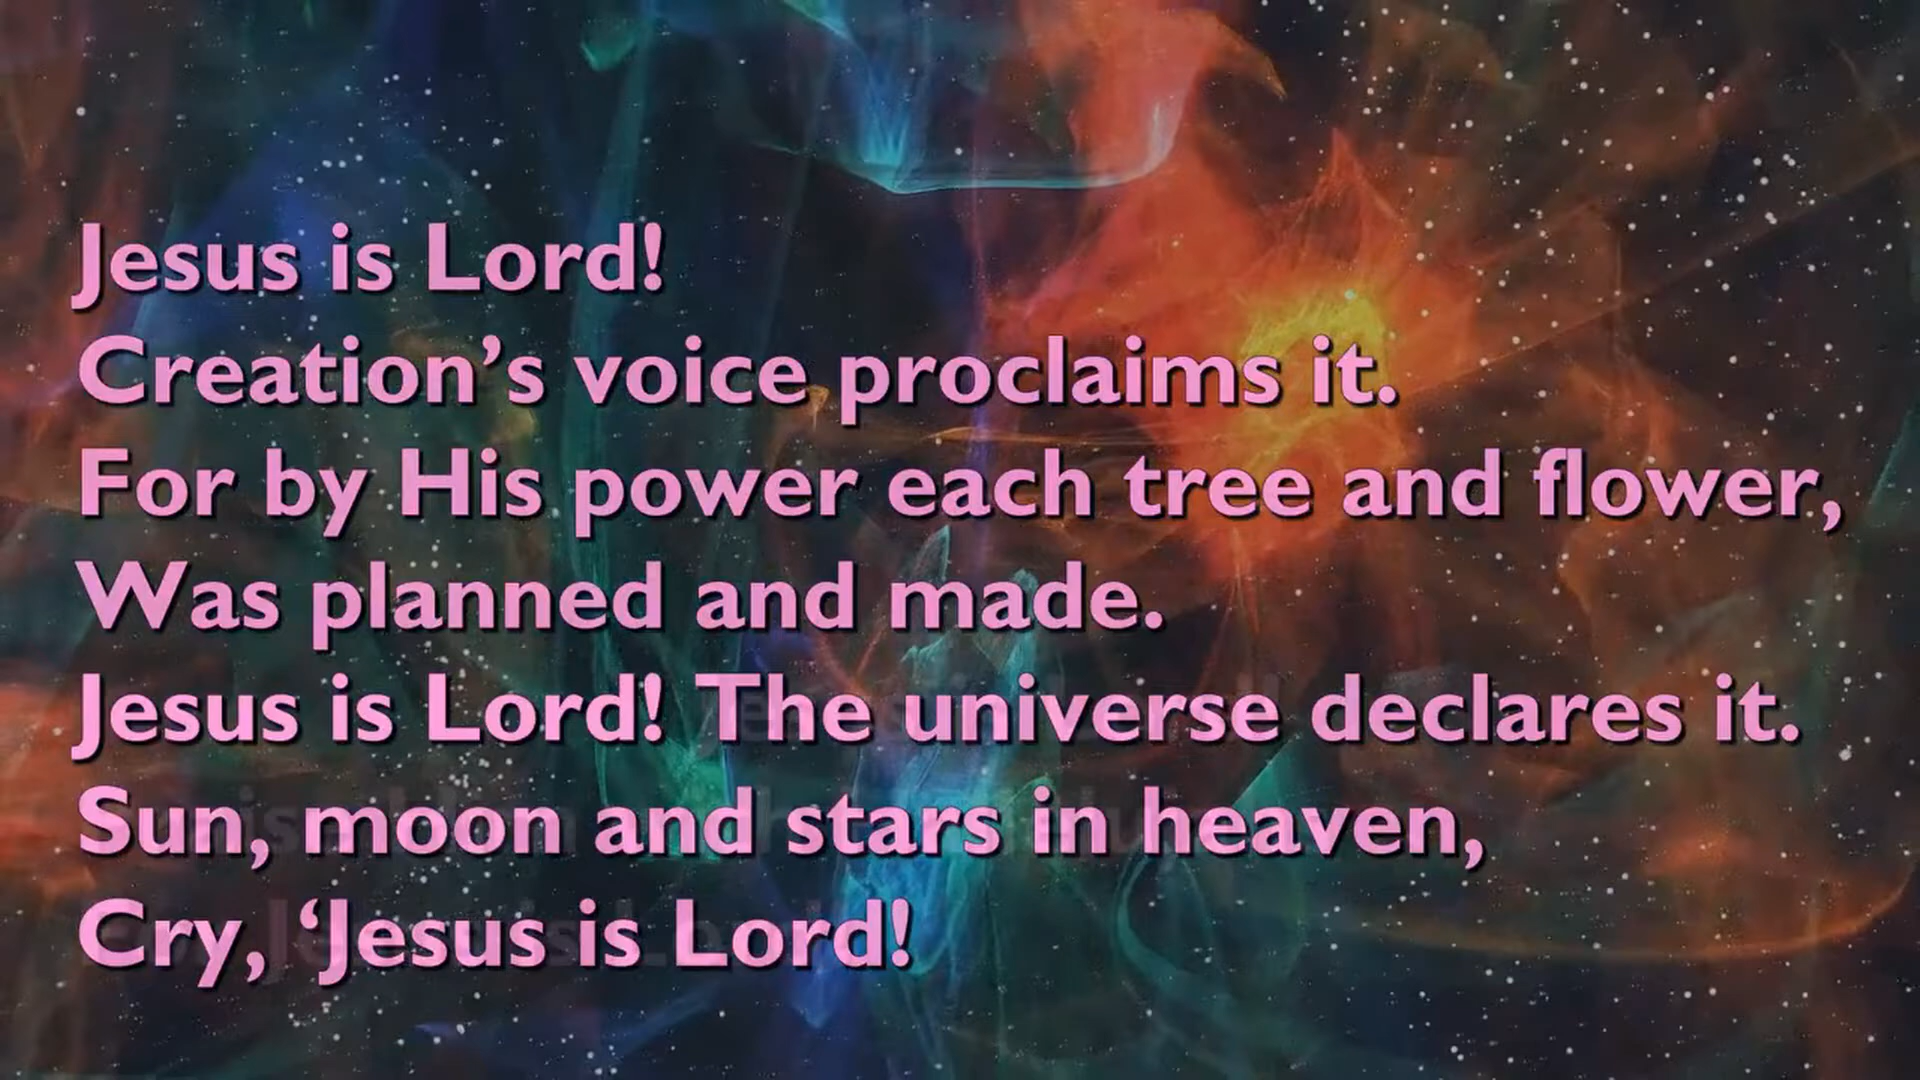 Jesus is Lord!
Creation’s voice proclaims it.
For by His power each tree and flower,
Was planned and made.
Jesus is Lord! The universe declares it.
Sun, moon and stars in heaven,
Cry, ‘Jesus is Lord!